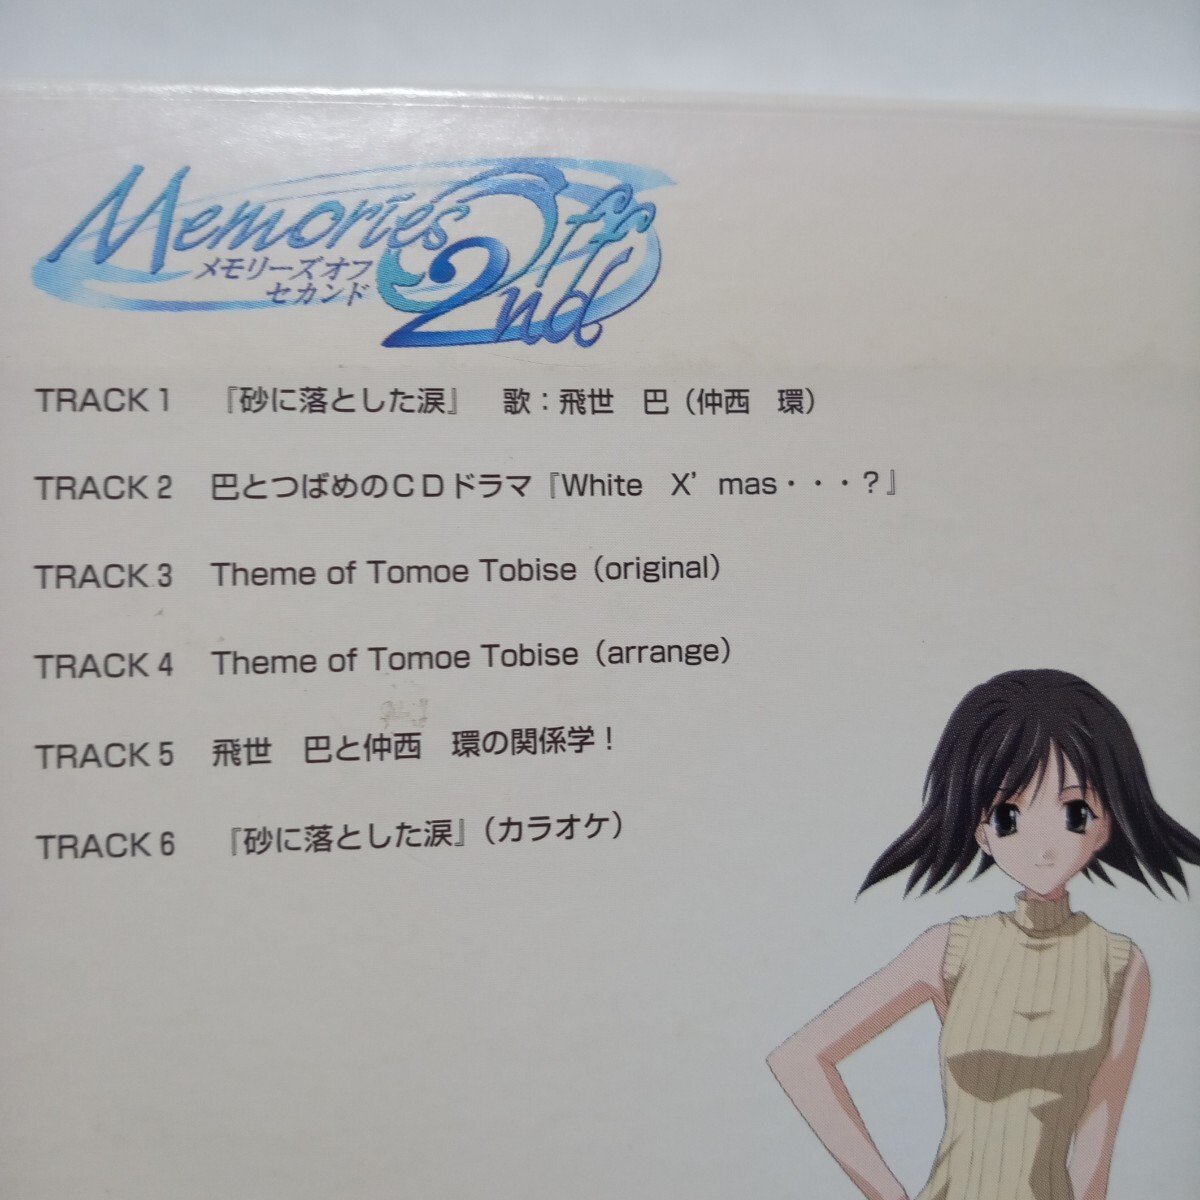 Memories Off
メモリーズオフ
セカンド
2nd
TRACK 1 『砂に落とした涙』 歌：飛世 巴（仲西 環）
TRACK 2 巴とつばめのＣＤドラマ『White X’mas・・・？』
TRACK 3 Theme of Tomoe Tobise（original）
TRACK 4 Theme of Tomoe Tobise（arrange）
TRACK 5 飛世 巴と仲西 環の関係学！
TRACK 6 『砂に落とした涙』（カラオケ）